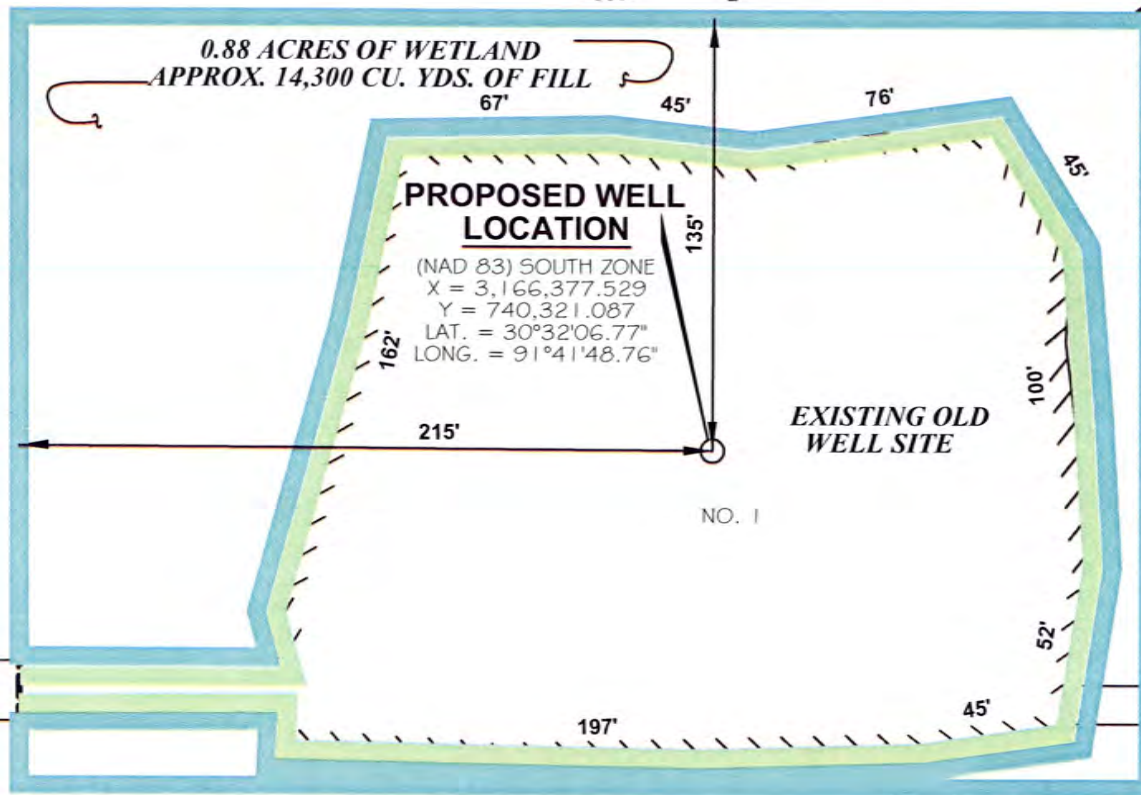 0.88 ACRES OF WETLAND
APPROX. 14,300 CU. YDS. OF FILL
67'
45'
76'
45'
PROPOSED WELL
LOCATION
135'
(NAD 83) SOUTH ZONE
X = 3,166,377.529
Y = 740,321.087
LAT. = 30°32'06.77"
LONG. = 91°41'48.76"
162'
100'
215'
EXISTING OLD
WELL SITE
NO. 1
52'
197'
45'